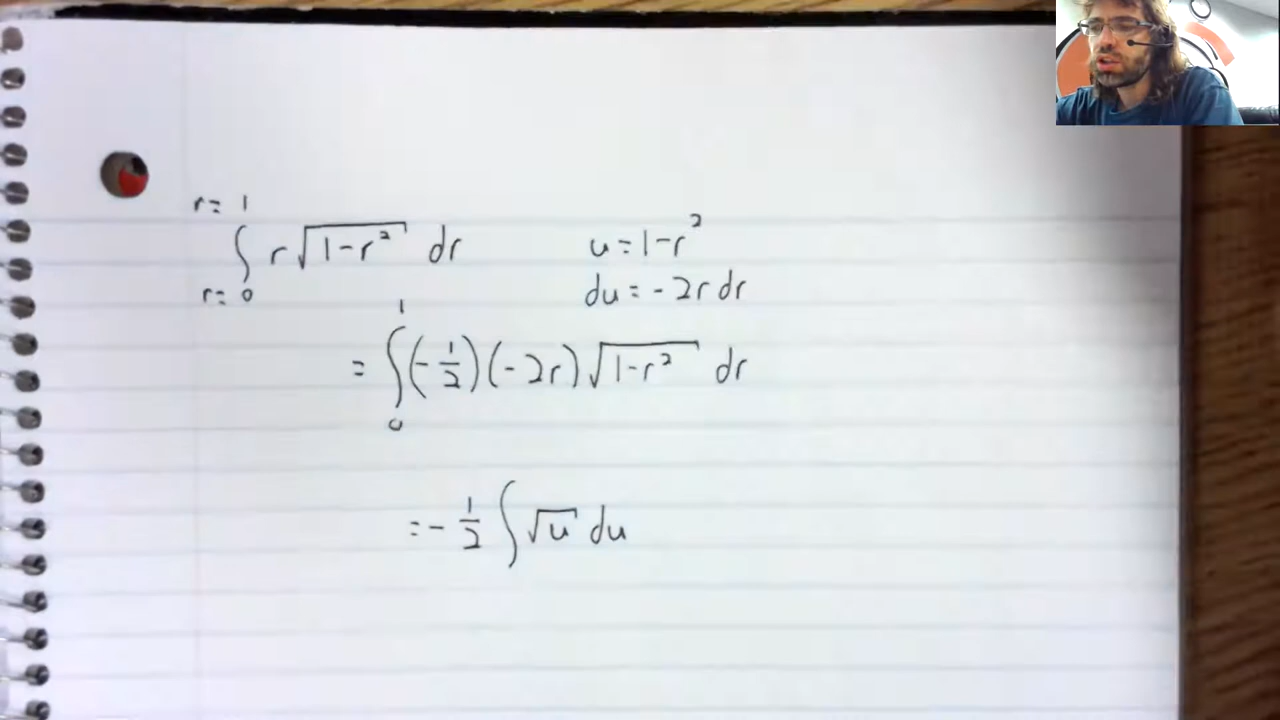 r= 1
∫ r√(1-r²) dr u=1-r²
r= 0 du = -2r dr
1
= ∫ (-1/2)(-2r)√(1-r²) dr
0
= -1/2 ∫ √u du